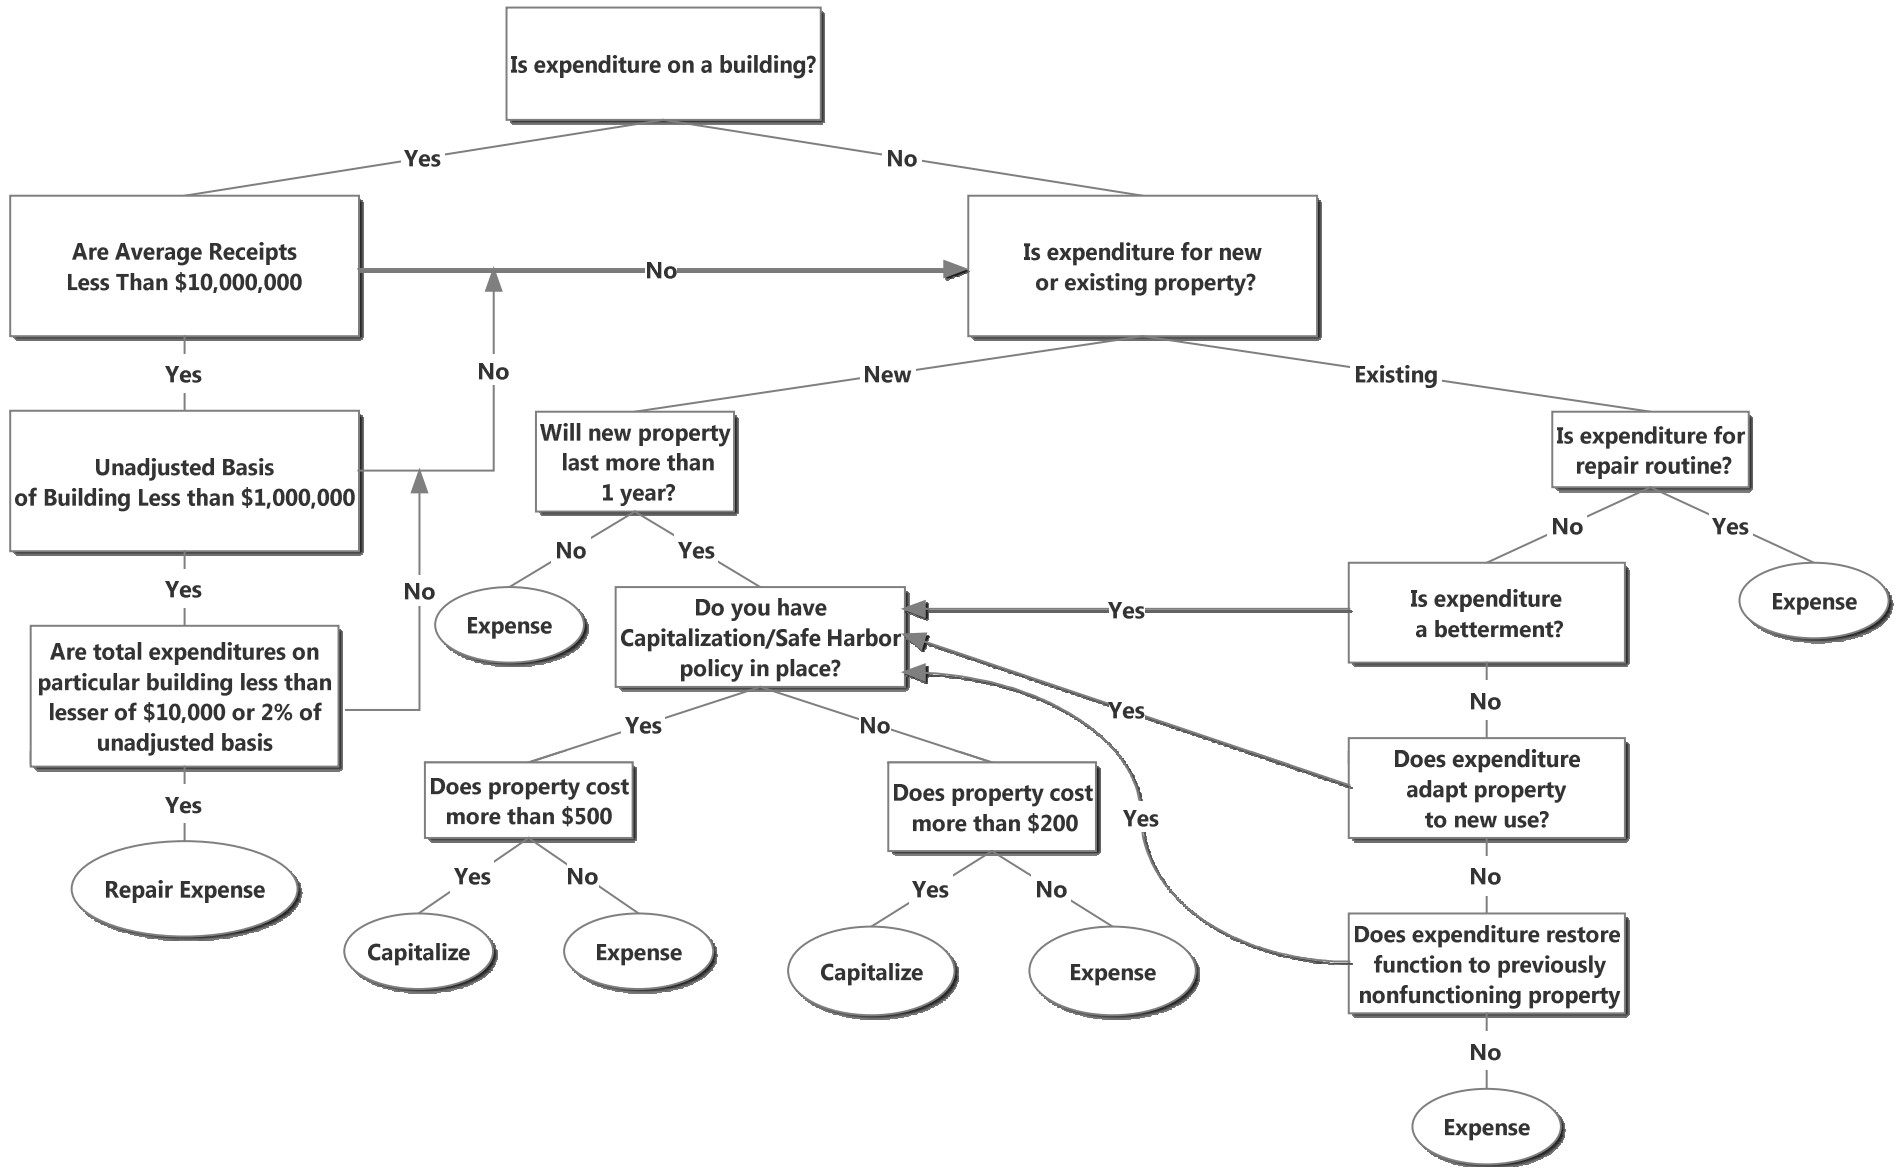 Is expenditure on a building?
Yes
No
Are Average Receipts
Less Than $10,000,000
No
Is expenditure for new
or existing property?
Yes
No
New
Existing
Unadjusted Basis
of Building Less than $1,000,000
Will new property
last more than
1 year?
Is expenditure for
repair routine?
No
Yes
No
Yes
Yes
No
Are total expenditures on
particular building less than
lesser of $10,000 or 2% of
unadjusted basis
Expense
Do you have
Capitalization/Safe Harbor
policy in place?
Yes
Is expenditure
a betterment?
Expense
Yes
No
Yes
No
Yes
Does property cost
more than $500
Does property cost
more than $200
Yes
Does expenditure
adapt property
to new use?
Yes
No
Yes
No
No
Repair Expense
Capitalize
Expense
Capitalize
Expense
Does expenditure restore
function to previously
nonfunctioning property
No
Expense